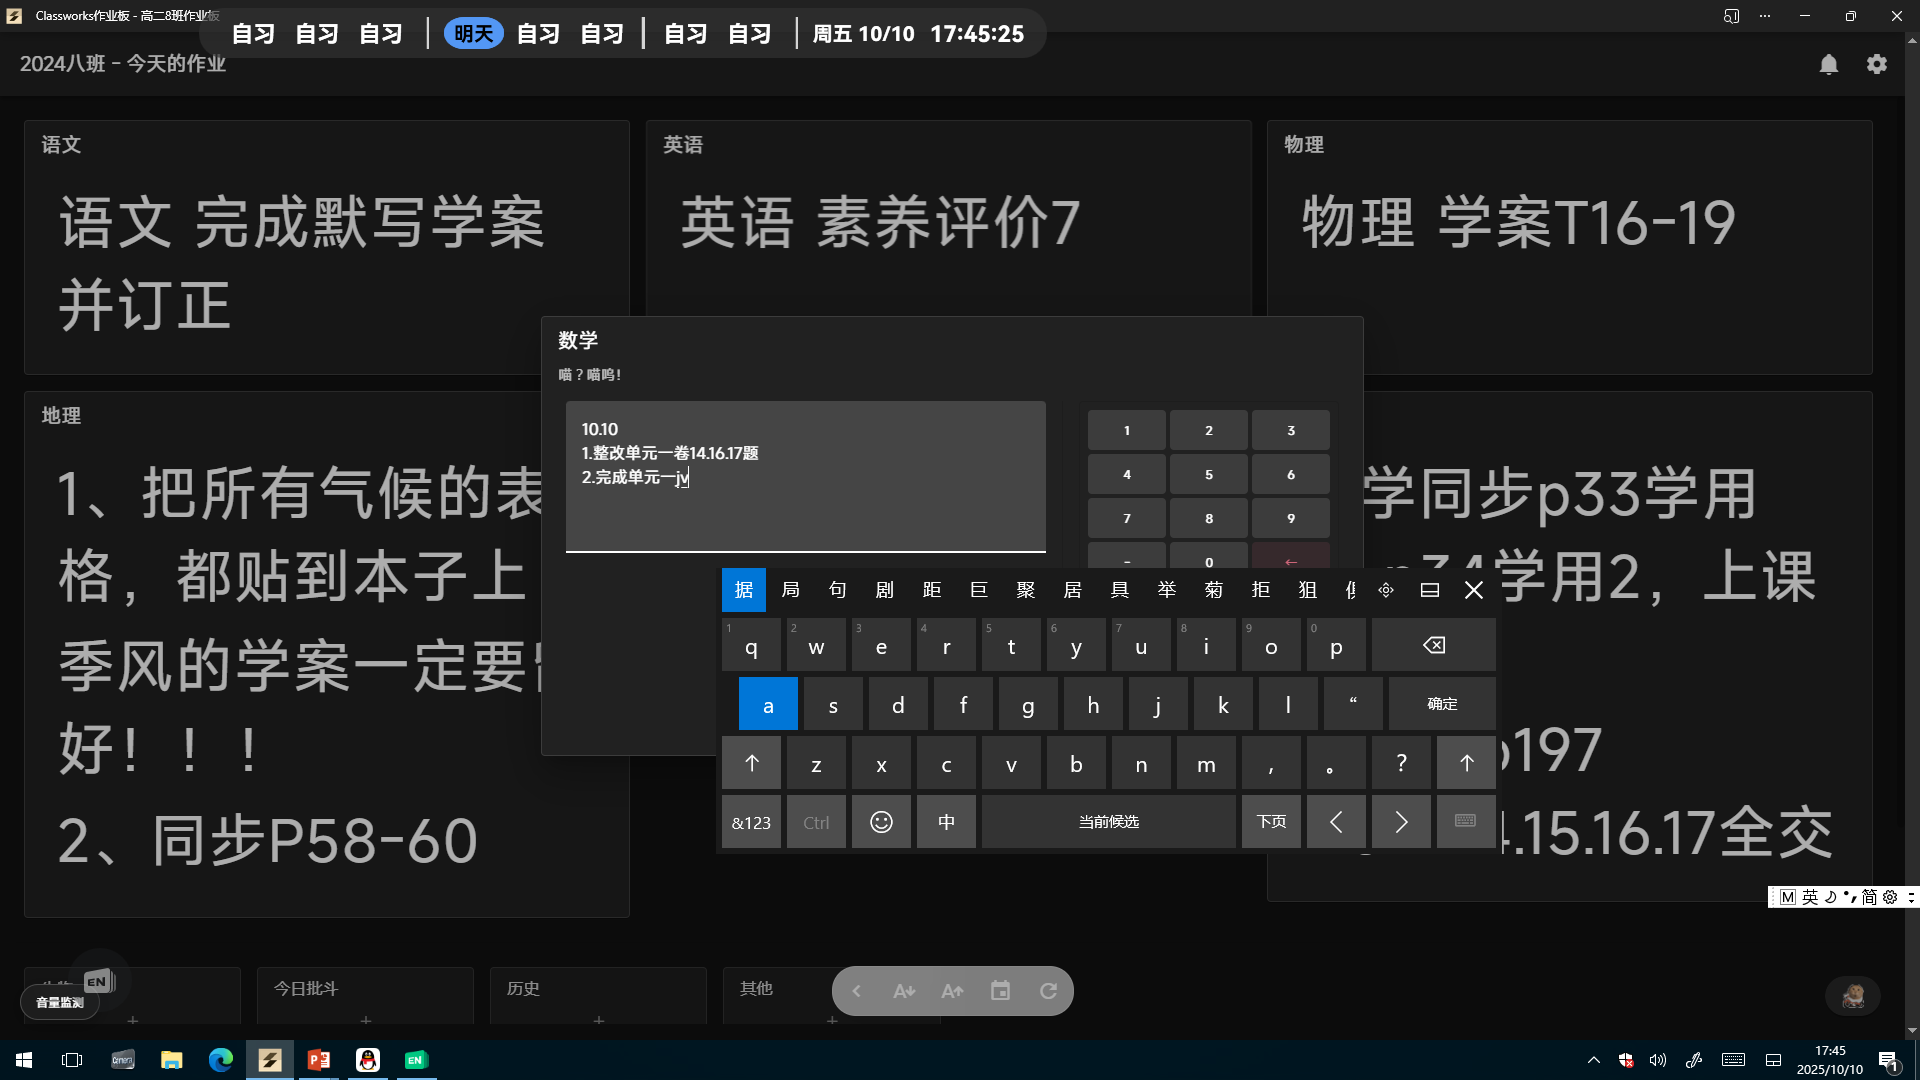 Classworks作业板 - 高二8班作业板
自习 自习 自习 | 明天 自习 自习 | 自习 自习 | 周五 10/10 17:45:25
2024八班 - 今天的作业
语文
语文 完成默写学案
并订正
英语
英语 素养评价7
物理
物理 学案T16-19
数学
喵？喵呜！
10.10
1.整改单元一卷14.16.17题
2.完成单元一jv
1 2 3
4 5 6
7 8 9
- 0 ←
地理
1、把所有气候的表
格，都贴到本子上
季风的学案一定要
好！！！
2、同步P58-60
学同步p33学用
p34学用2，上课
p197
4.15.16.17全交
据 局 句 剧 距 巨 聚 居 具 举 菊 拒 狙
1 2 3 4 5 6 7 8 9 0
q w e r t y u i o p
a s d f g h j k l “ 确定
z x c v b n m , 。 ?
&123 Ctrl 中 当前候选 下页
M 英 简
EN
音量监测
今日批斗
历史
其他
A A
Camera
EN
17:45
2025/10/10
1